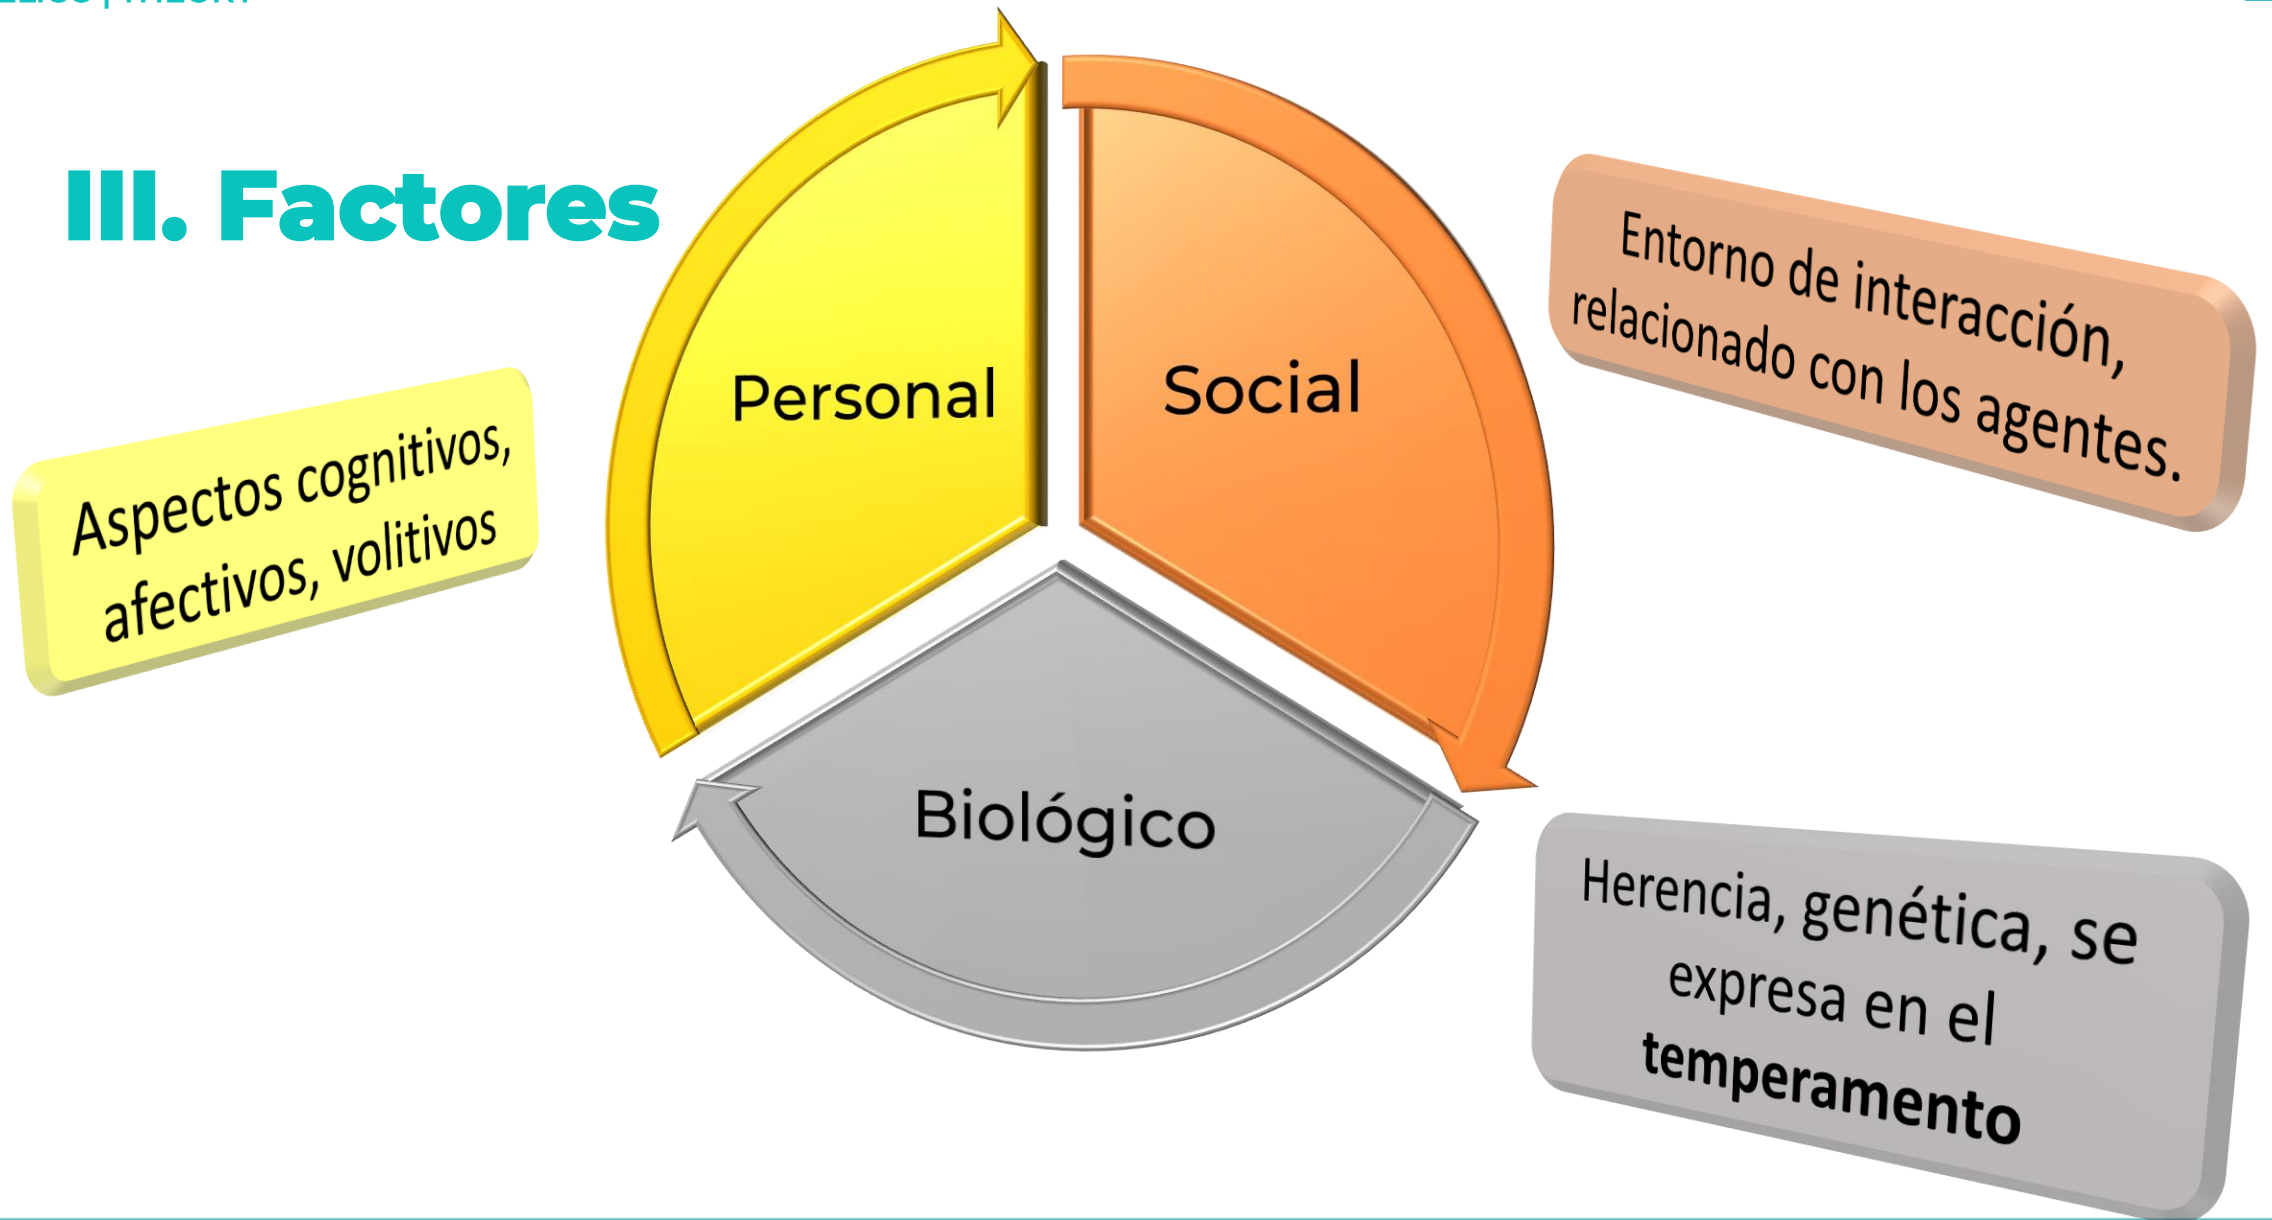 THEORY
III. Factores
Personal
Social
Entorno de interacción,
relacionado con los agentes.
Aspectos cognitivos,
afectivos, volitivos
Biológico
Herencia, genética, se
expresa en el
temperamento